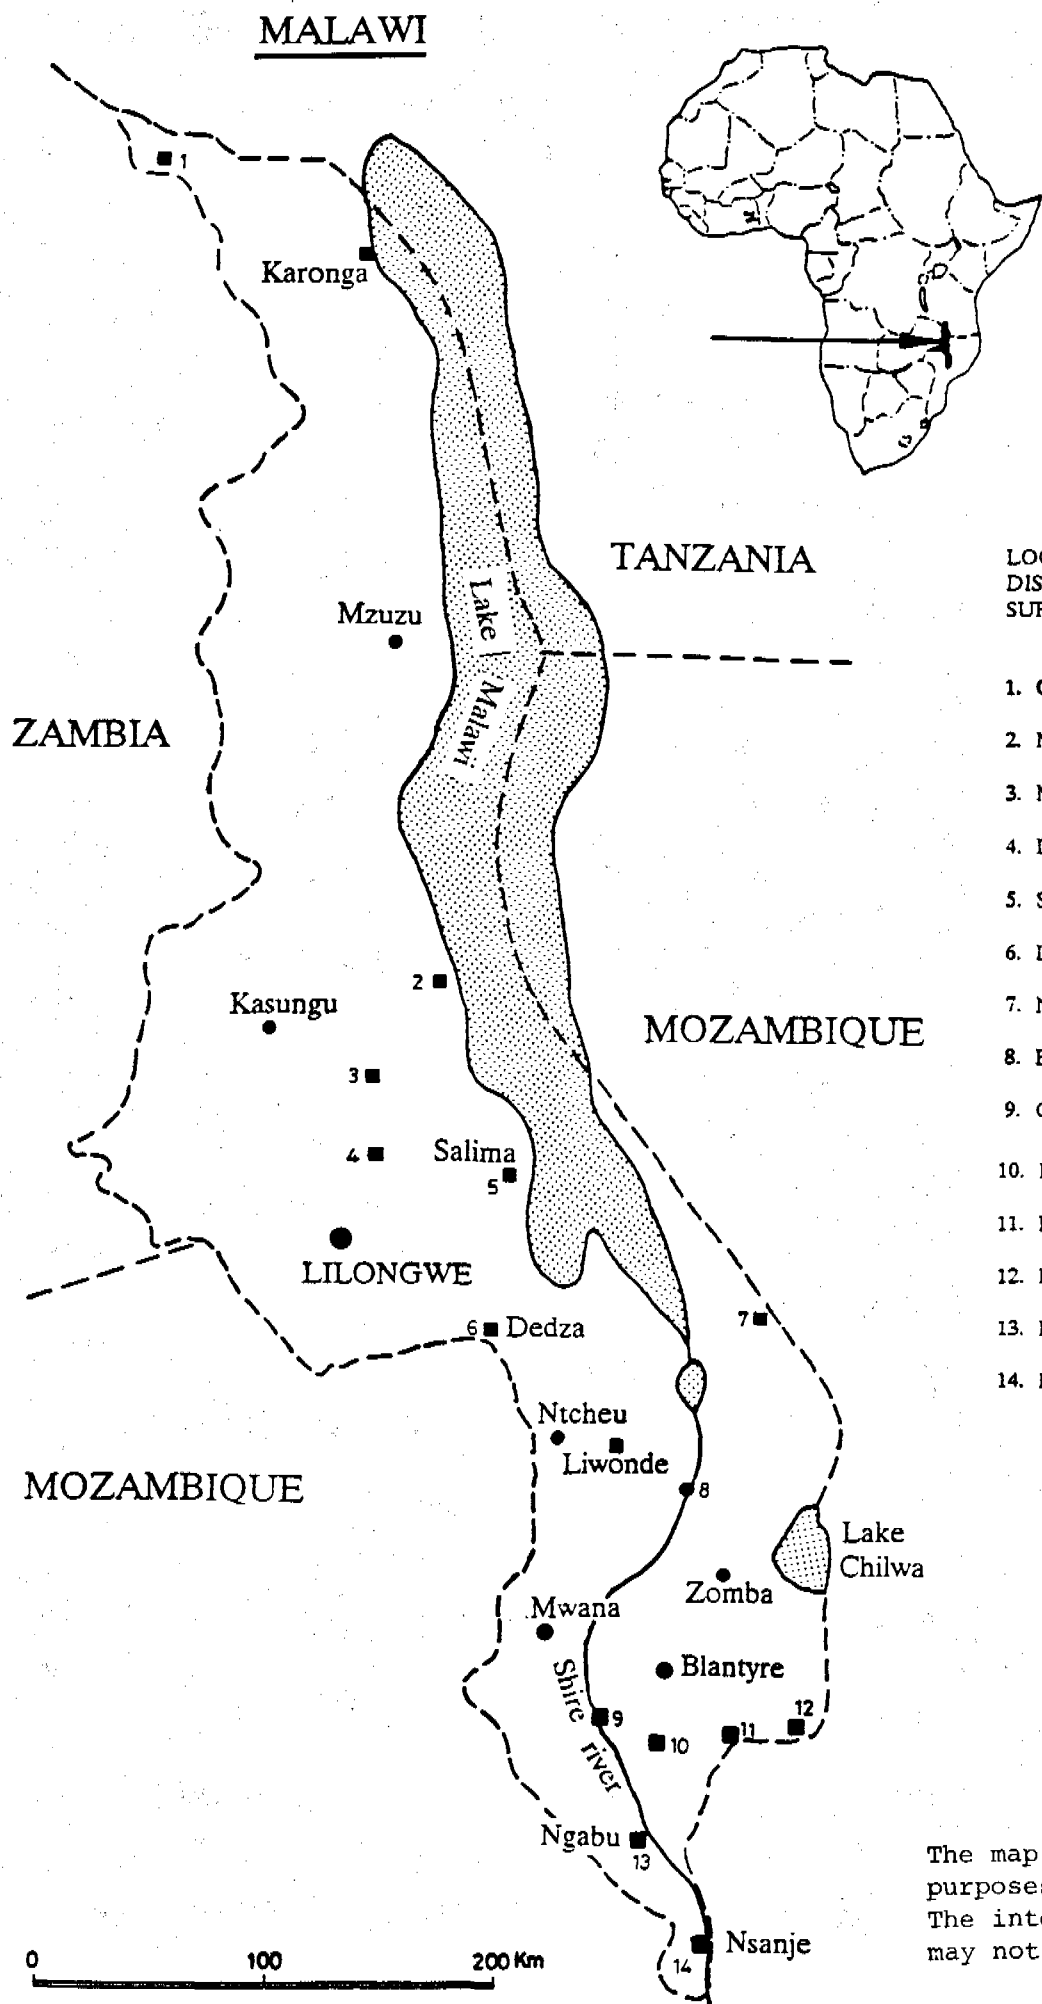 MALAWI
1
Karonga
TANZANIA
Mzuzu
Lake
Malawi
ZAMBIA
2
Kasungu
MOZAMBIQUE
3
4
Salima
5
LILONGWE
7
6 Dedza
Ntcheu
Liwonde
MOZAMBIQUE
8
Lake
Chilwa
Zomba
Mwana
Blantyre
Shire
river
9
10
11
12
Ngabu
13
Nsanje
14
0 100 200 Km
1.
2.
3.
4.
5.
6.
7.
8.
9.
10.
11.
12.
13.
14.
The map
purposes
The
may not